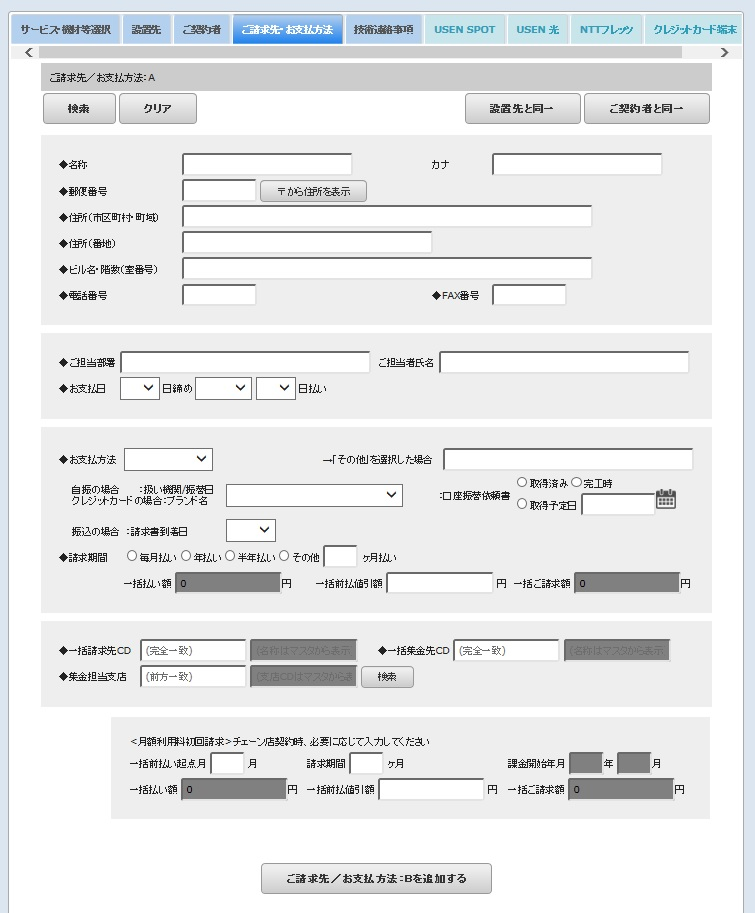 サービス・機材等選択 設置先 ご契約者 ご請求先・お支払方法 技術連絡事項 USEN SPOT USEN 光 NTTフレッツ クレジットカード端末
ご請求先／お支払方法：A
検索 クリア 設置先と同一 ご契約者と同一
◆名称 カナ
◆郵便番号 〒から住所を表示
◆住所(市区町村・町域)
◆住所(番地)
◆ビル名・階数(室番号)
◆電話番号 ◆FAX番号
◆ご担当部署 ご担当者氏名
◆お支払日 日締め 日払い
◆お支払方法 →「その他」を選択した場合
自振の場合 ：扱い機関/振替日
クレジットカードの場合：ブランド名
：口座振替依頼書 取得済み 完工時
取得予定日
振込の場合 ：請求書到着日
◆請求期間 毎月払い 年払い 半年払い その他 ヶ月払い
一括払い額 0 円 一括前払値引額 円 一括ご請求額 0 円
◆一括請求先CD (完全一致) (名称はマスタから表示 ◆一括集金先CD (完全一致) (名称はマスタから表示
◆集金担当支店 (前方一致) (支店CDはマスタから表 検索
＜月額利用料初回請求＞チェーン店契約時、必要に応じて入力してください
一括前払い起点月 月 請求期間 ヶ月 課金開始年月 年 月
一括払い額 0 円 一括前払値引額 円 一括ご請求額 0 円
ご請求先／お支払方法：Bを追加する